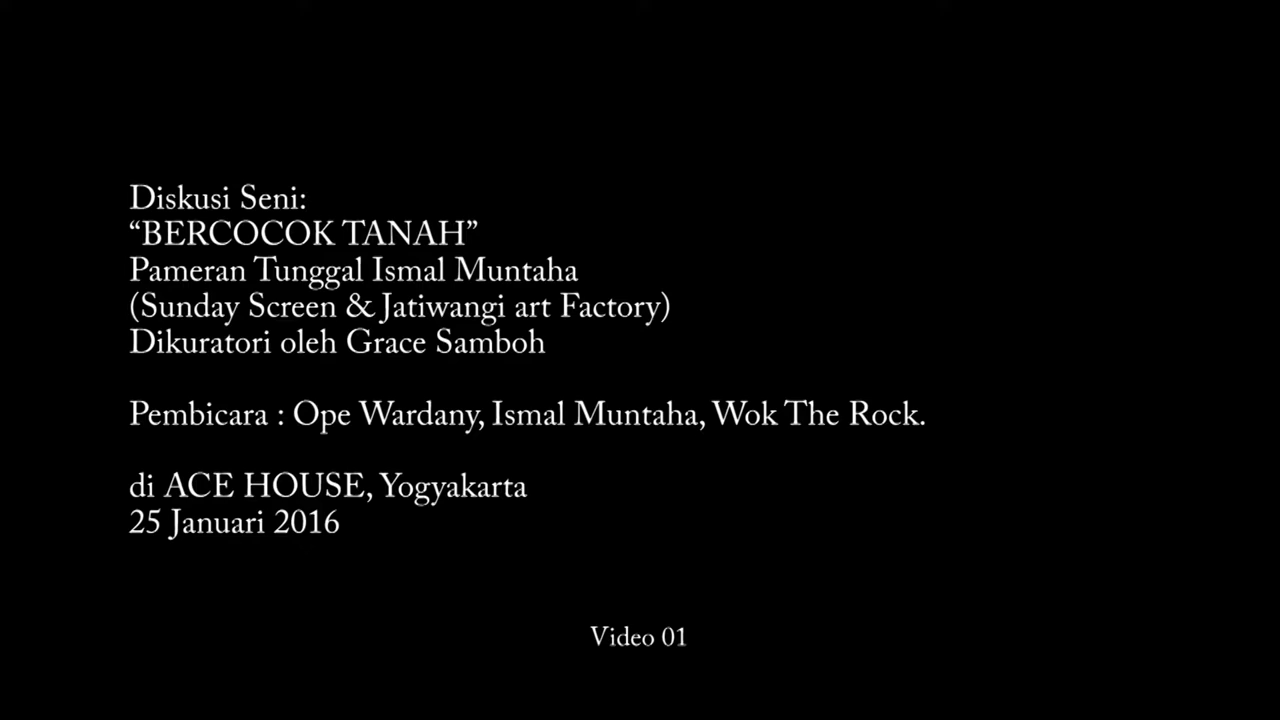 Diskusi Seni:
“BERCOCOK TANAH”
Pameran Tunggal Ismal Muntaha
(Sunday Screen & Jatiwangi art Factory)
Dikuratori oleh Grace Samboh
Pembicara : Ope Wardany, Ismal Muntaha, Wok The Rock.
di ACE HOUSE, Yogyakarta
25 Januari 2016
Video 01